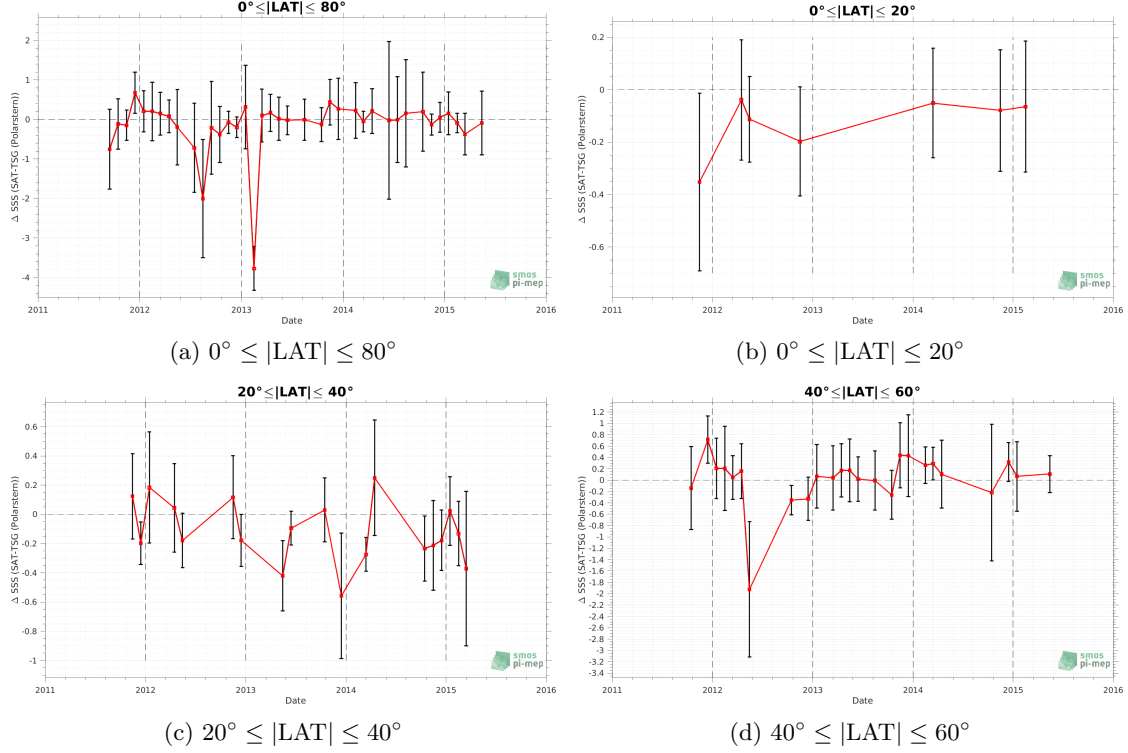 0°≤|LAT|≤ 80°
Δ SSS (SAT-TSG (Polarstern))
2
1
0
-1
-2
-3
-4
2011 2012 2013 2014 2015 2016
Date
smos
pi-mep
(a) 0° ≤ |LAT| ≤ 80°
0°≤|LAT|≤ 20°
Δ SSS (SAT-TSG (Polarstern))
0.2
0
-0.2
-0.4
-0.6
2011 2012 2013 2014 2015 2016
Date
smos
pi-mep
(b) 0° ≤ |LAT| ≤ 20°
20°≤|LAT|≤ 40°
Δ SSS (SAT-TSG (Polarstern))
0.6
0.4
0.2
0
-0.2
-0.4
-0.6
-0.8
-1
2011 2012 2013 2014 2015 2016
Date
smos
pi-mep
(c) 20° ≤ |LAT| ≤ 40°
40°≤|LAT|≤ 60°
Δ SSS (SAT-TSG (Polarstern))
1.2
1
0.8
0.6
0.4
0.2
0
-0.2
-0.4
-0.6
-0.8
-1
-1.2
-1.4
-1.6
-1.8
-2
-2.2
-2.4
-2.6
-2.8
-3
-3.2
-3.4
2011 2012 2013 2014 2015 2016
Date
smos
pi-mep
(d) 40° ≤ |LAT| ≤ 60°